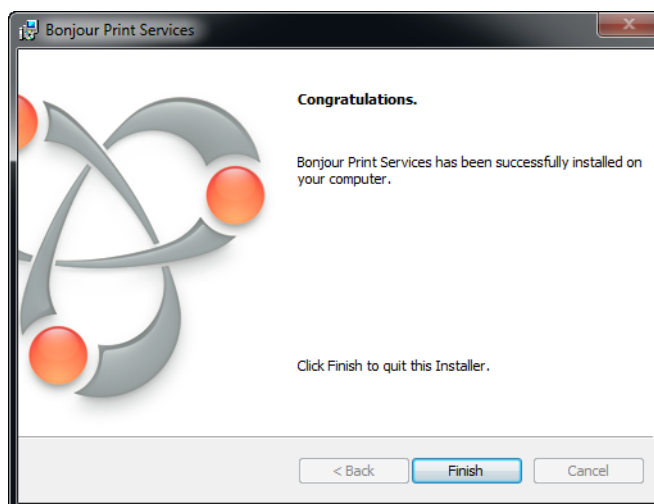 Bonjour Print Services
Congratulations.
Bonjour Print Services has been successfully installed on
your computer.
Click Finish to quit this Installer.
< Back
Finish
Cancel